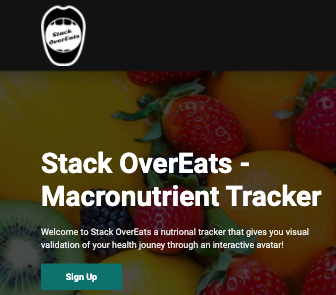 Stack
OverEats
Stack OverEats -
Macronutrient Tracker
Welcome to Stack OverEats a nutrional tracker that gives you visual
validation of your health jouney through an interactive avatar!
Sign Up